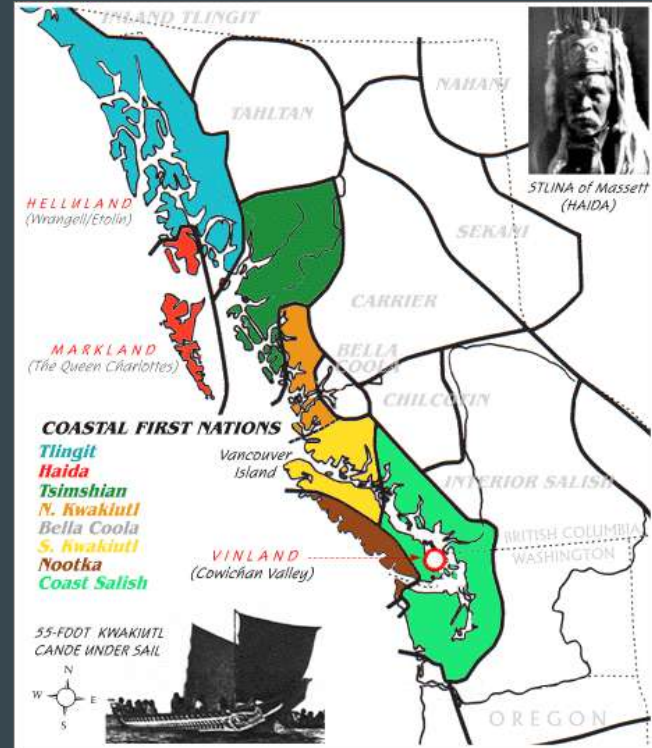 INLAND TLINGIT
NAHANI
TAHLTAN
STLINA of Massett
(HAIDA)
HELLULAND
(Wrangell/Etolin)
SEKANI
CARRIER
MARKLAND
(The Queen Charlottes)
BELLA
COOLA
CHILCOTIN
COASTAL FIRST NATIONS
Tlingit
Haida
Tsimshian
N. Kwakiutl
Bella Coola
S. Kwakiutl
Nootka
Coast Salish
Vancouver
Island
INTERIOR SALISH
BRITISH COLUMBIA
WASHINGTON
VINLAND
(Cowichan Valley)
55-FOOT KWAKIUTL
CANOE UNDER SAIL
N
W
E
S
OREGON